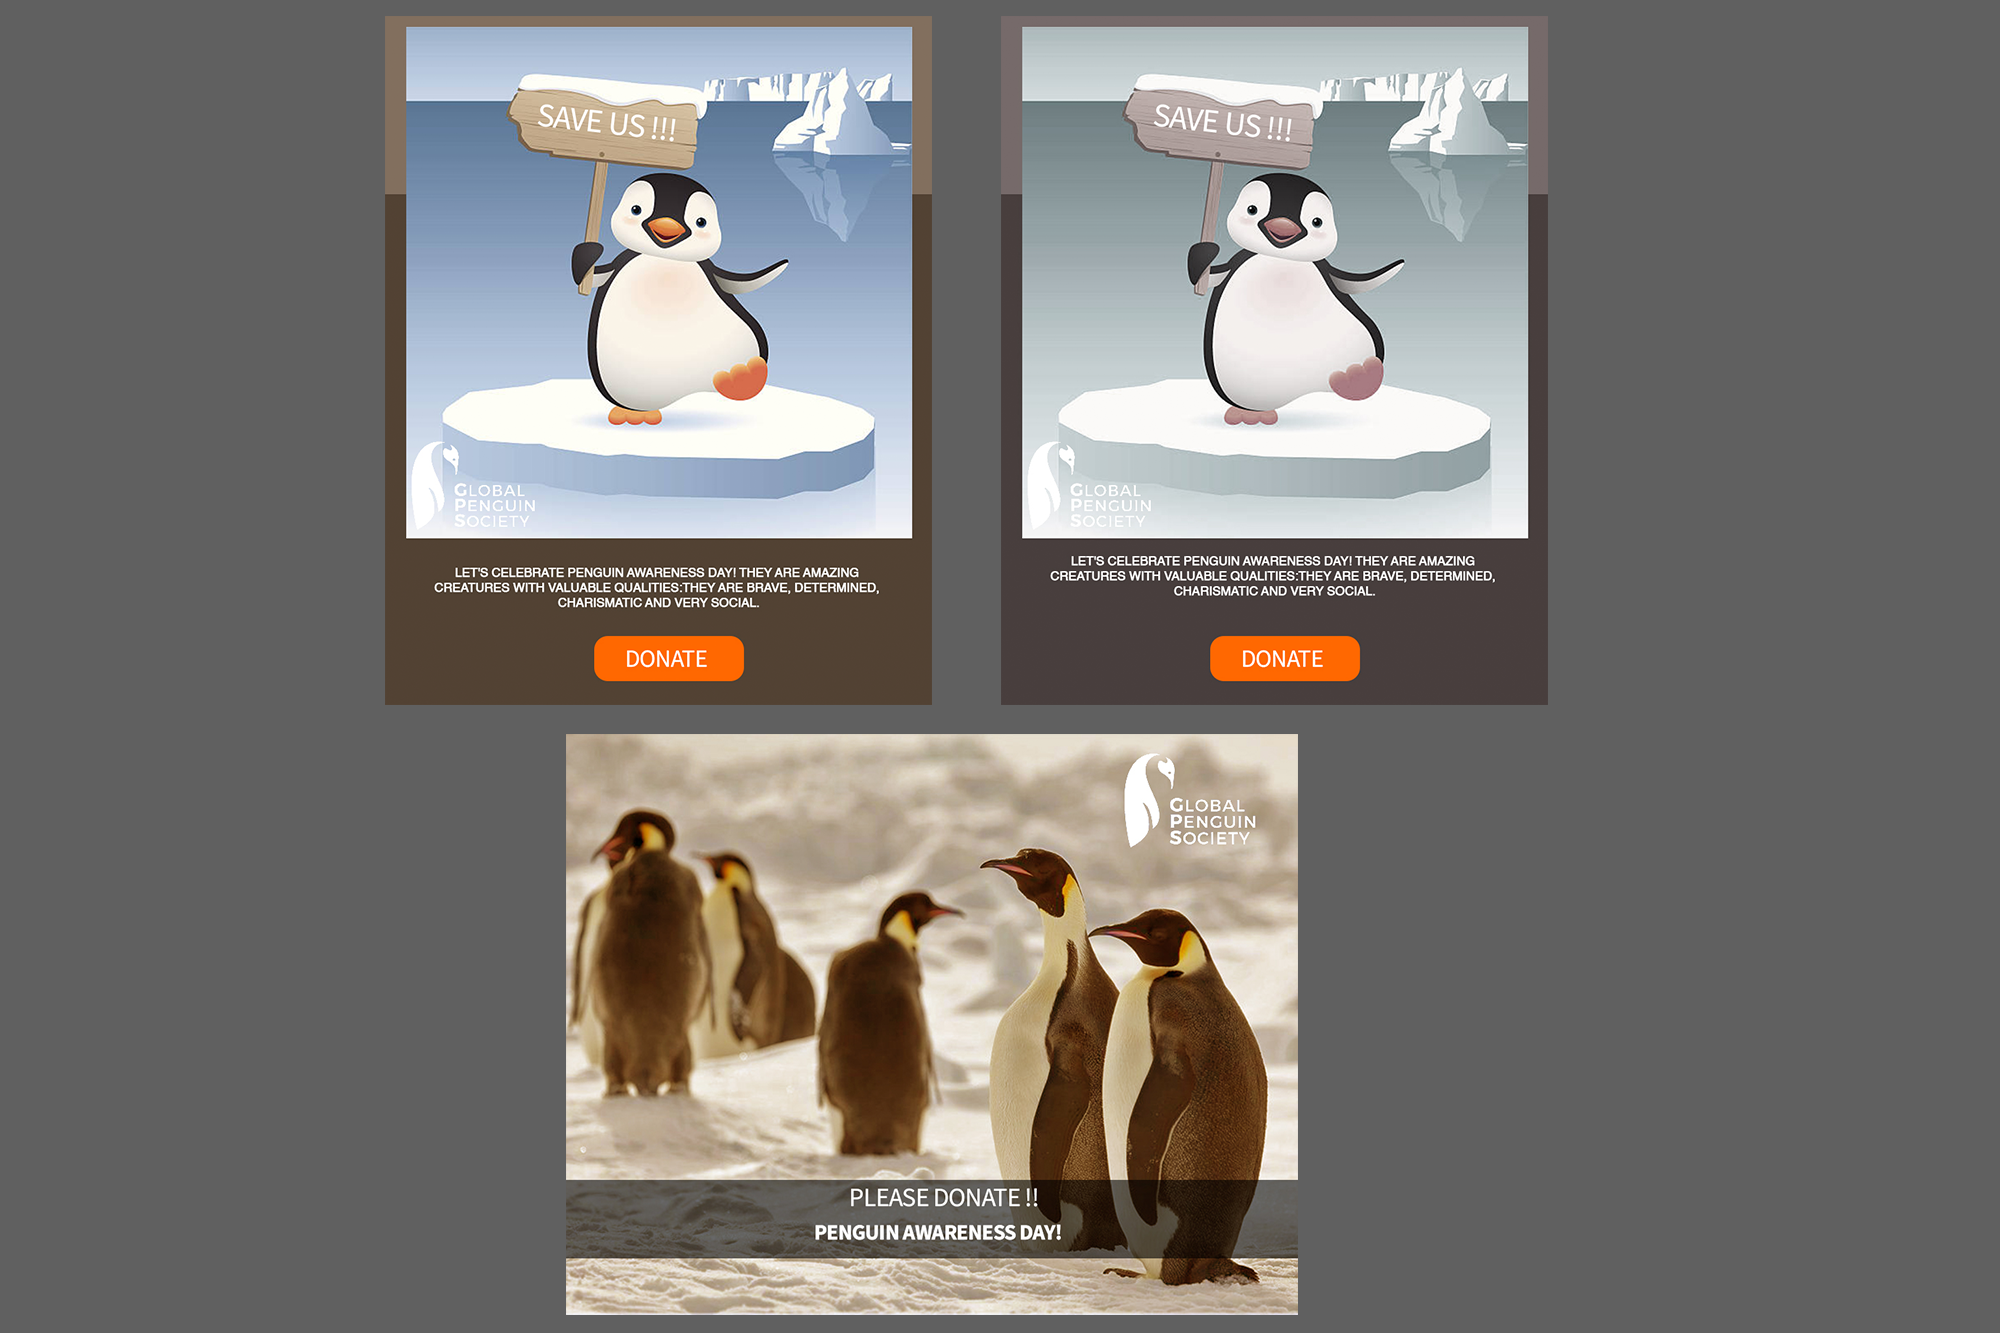 SAVE US !!!
GLOBAL
PENGUIN
SOCIETY
LET'S CELEBRATE PENGUIN AWARENESS DAY! THEY ARE AMAZING
CREATURES WITH VALUABLE QUALITIES:THEY ARE BRAVE, DETERMINED,
CHARISMATIC AND VERY SOCIAL.
DONATE
SAVE US !!!
GLOBAL
PENGUIN
SOCIETY
LET'S CELEBRATE PENGUIN AWARENESS DAY! THEY ARE AMAZING
CREATURES WITH VALUABLE QUALITIES:THEY ARE BRAVE, DETERMINED,
CHARISMATIC AND VERY SOCIAL.
DONATE
GLOBAL
PENGUIN
SOCIETY
PLEASE DONATE !!
PENGUIN AWARENESS DAY!